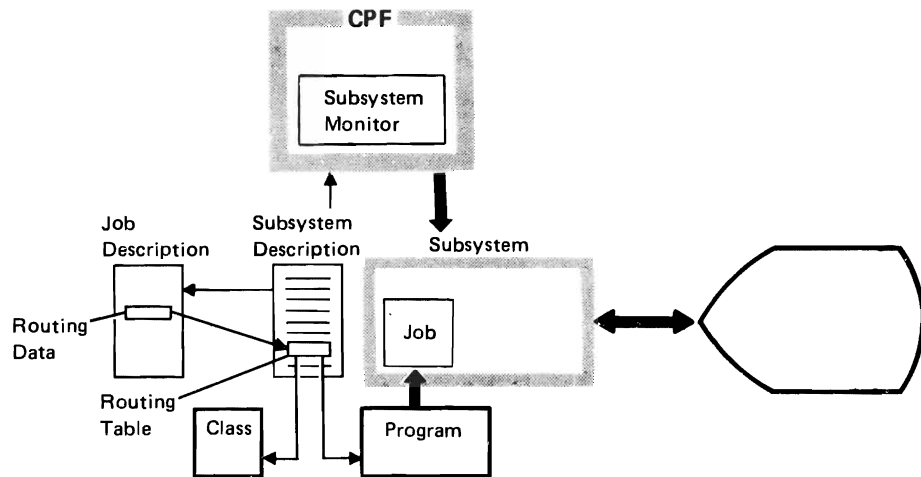 CPF
Subsystem
Monitor
Job
Description
Subsystem
Description
Subsystem
Routing
Data
Job
Routing
Table
Class
Program